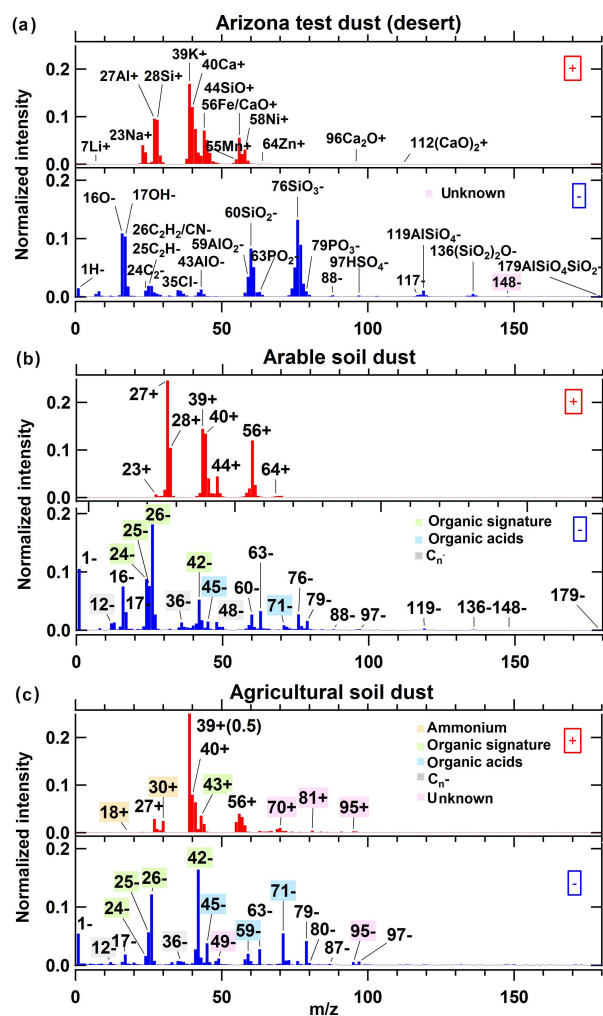 (a) Arizona test dust (desert)
Normalized intensity
0.2
0.1
0.0
39K+
40Ca+
27Al+
28Si+
44SiO+
56Fe/CaO+
58Ni+
23Na+
7Li+
55Mn+
64Zn+
96Ca₂O+
112(CaO)₂+
+
0.2
0.1
0.0
Unknown
-
76SiO₃-
17OH-
16O-
60SiO₂-
26C₂H₂/CN-
25C₂H-
24C₂-
59AlO₂-
63PO₂-
79PO₃-
119AlSiO₄-
136(SiO₂)₂O-
43AlO-
97HSO₄-
1H-
35Cl-
88-
117-
148-
179AlSiO₄SiO₂-
0 50 100 150
(b) Arable soil dust
Normalized intensity
0.2
0.1
0.0
27+
39+
28+
40+
56+
44+
23+
64+
+
0.2
0.1
0.0
26-
25-
24-
1-
16-
17-
12-
42-
45-
36-
48-
63-
60-
71-
76-
79-
88-
97-
119-
136-
148-
179-
Organic signature
Organic acids
Cn-
-
0 50 100 150
(c) Agricultural soil dust
Normalized intensity
0.2
0.1
0.0
39+(0.5)
40+
30+
27+
18+
43+
56+
70+
81+
95+
Ammonium
Organic signature
Organic acids
Cn-
Unknown
+
0.2
0.1
0.0
42-
26-
25-
24-
1-
12-
17-
36-
45-
49-
59-
63-
71-
79-
80-
87-
95-
97-
-
0 50 100 150
m/z